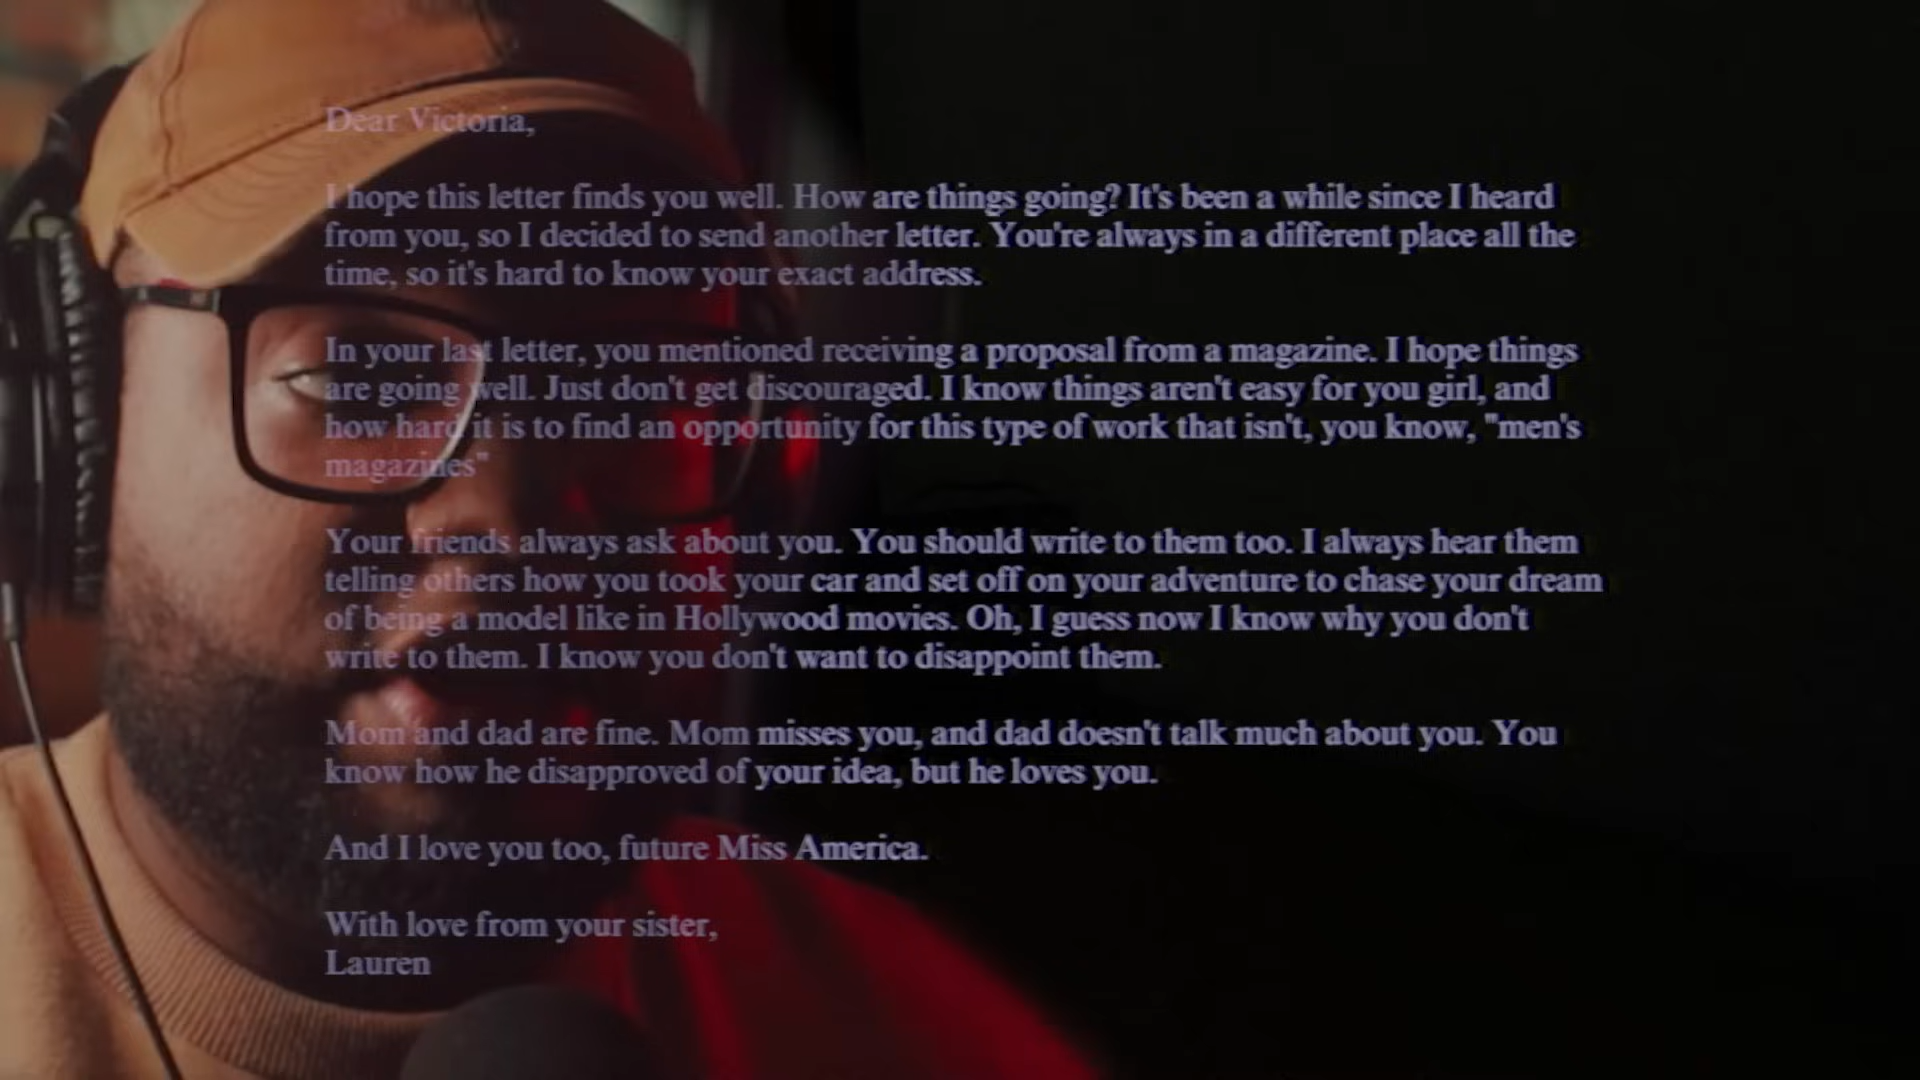 Dear Victoria,
I hope this letter finds you well. How are things going? It's been a while since I heard
from you, so I decided to send another letter. You're always in a different place all the
time, so it's hard to know your exact address.
In your last letter, you mentioned receiving a proposal from a magazine. I hope things
are going well. Just don't get discouraged. I know things aren't easy for you girl, and
how hard it is to find an opportunity for this type of work that isn't, you know, "men's
magazines"
Your friends always ask about you. You should write to them too. I always hear them
telling others how you took your car and set off on your adventure to chase your dream
of being a model like in Hollywood movies. Oh, I guess now I know why you don't
write to them. I know you don't want to disappoint them.
Mom and dad are fine. Mom misses you, and dad doesn't talk much about you. You
know how he disapproved of your idea, but he loves you.
And I love you too, future Miss America.
With love from your sister,
Lauren